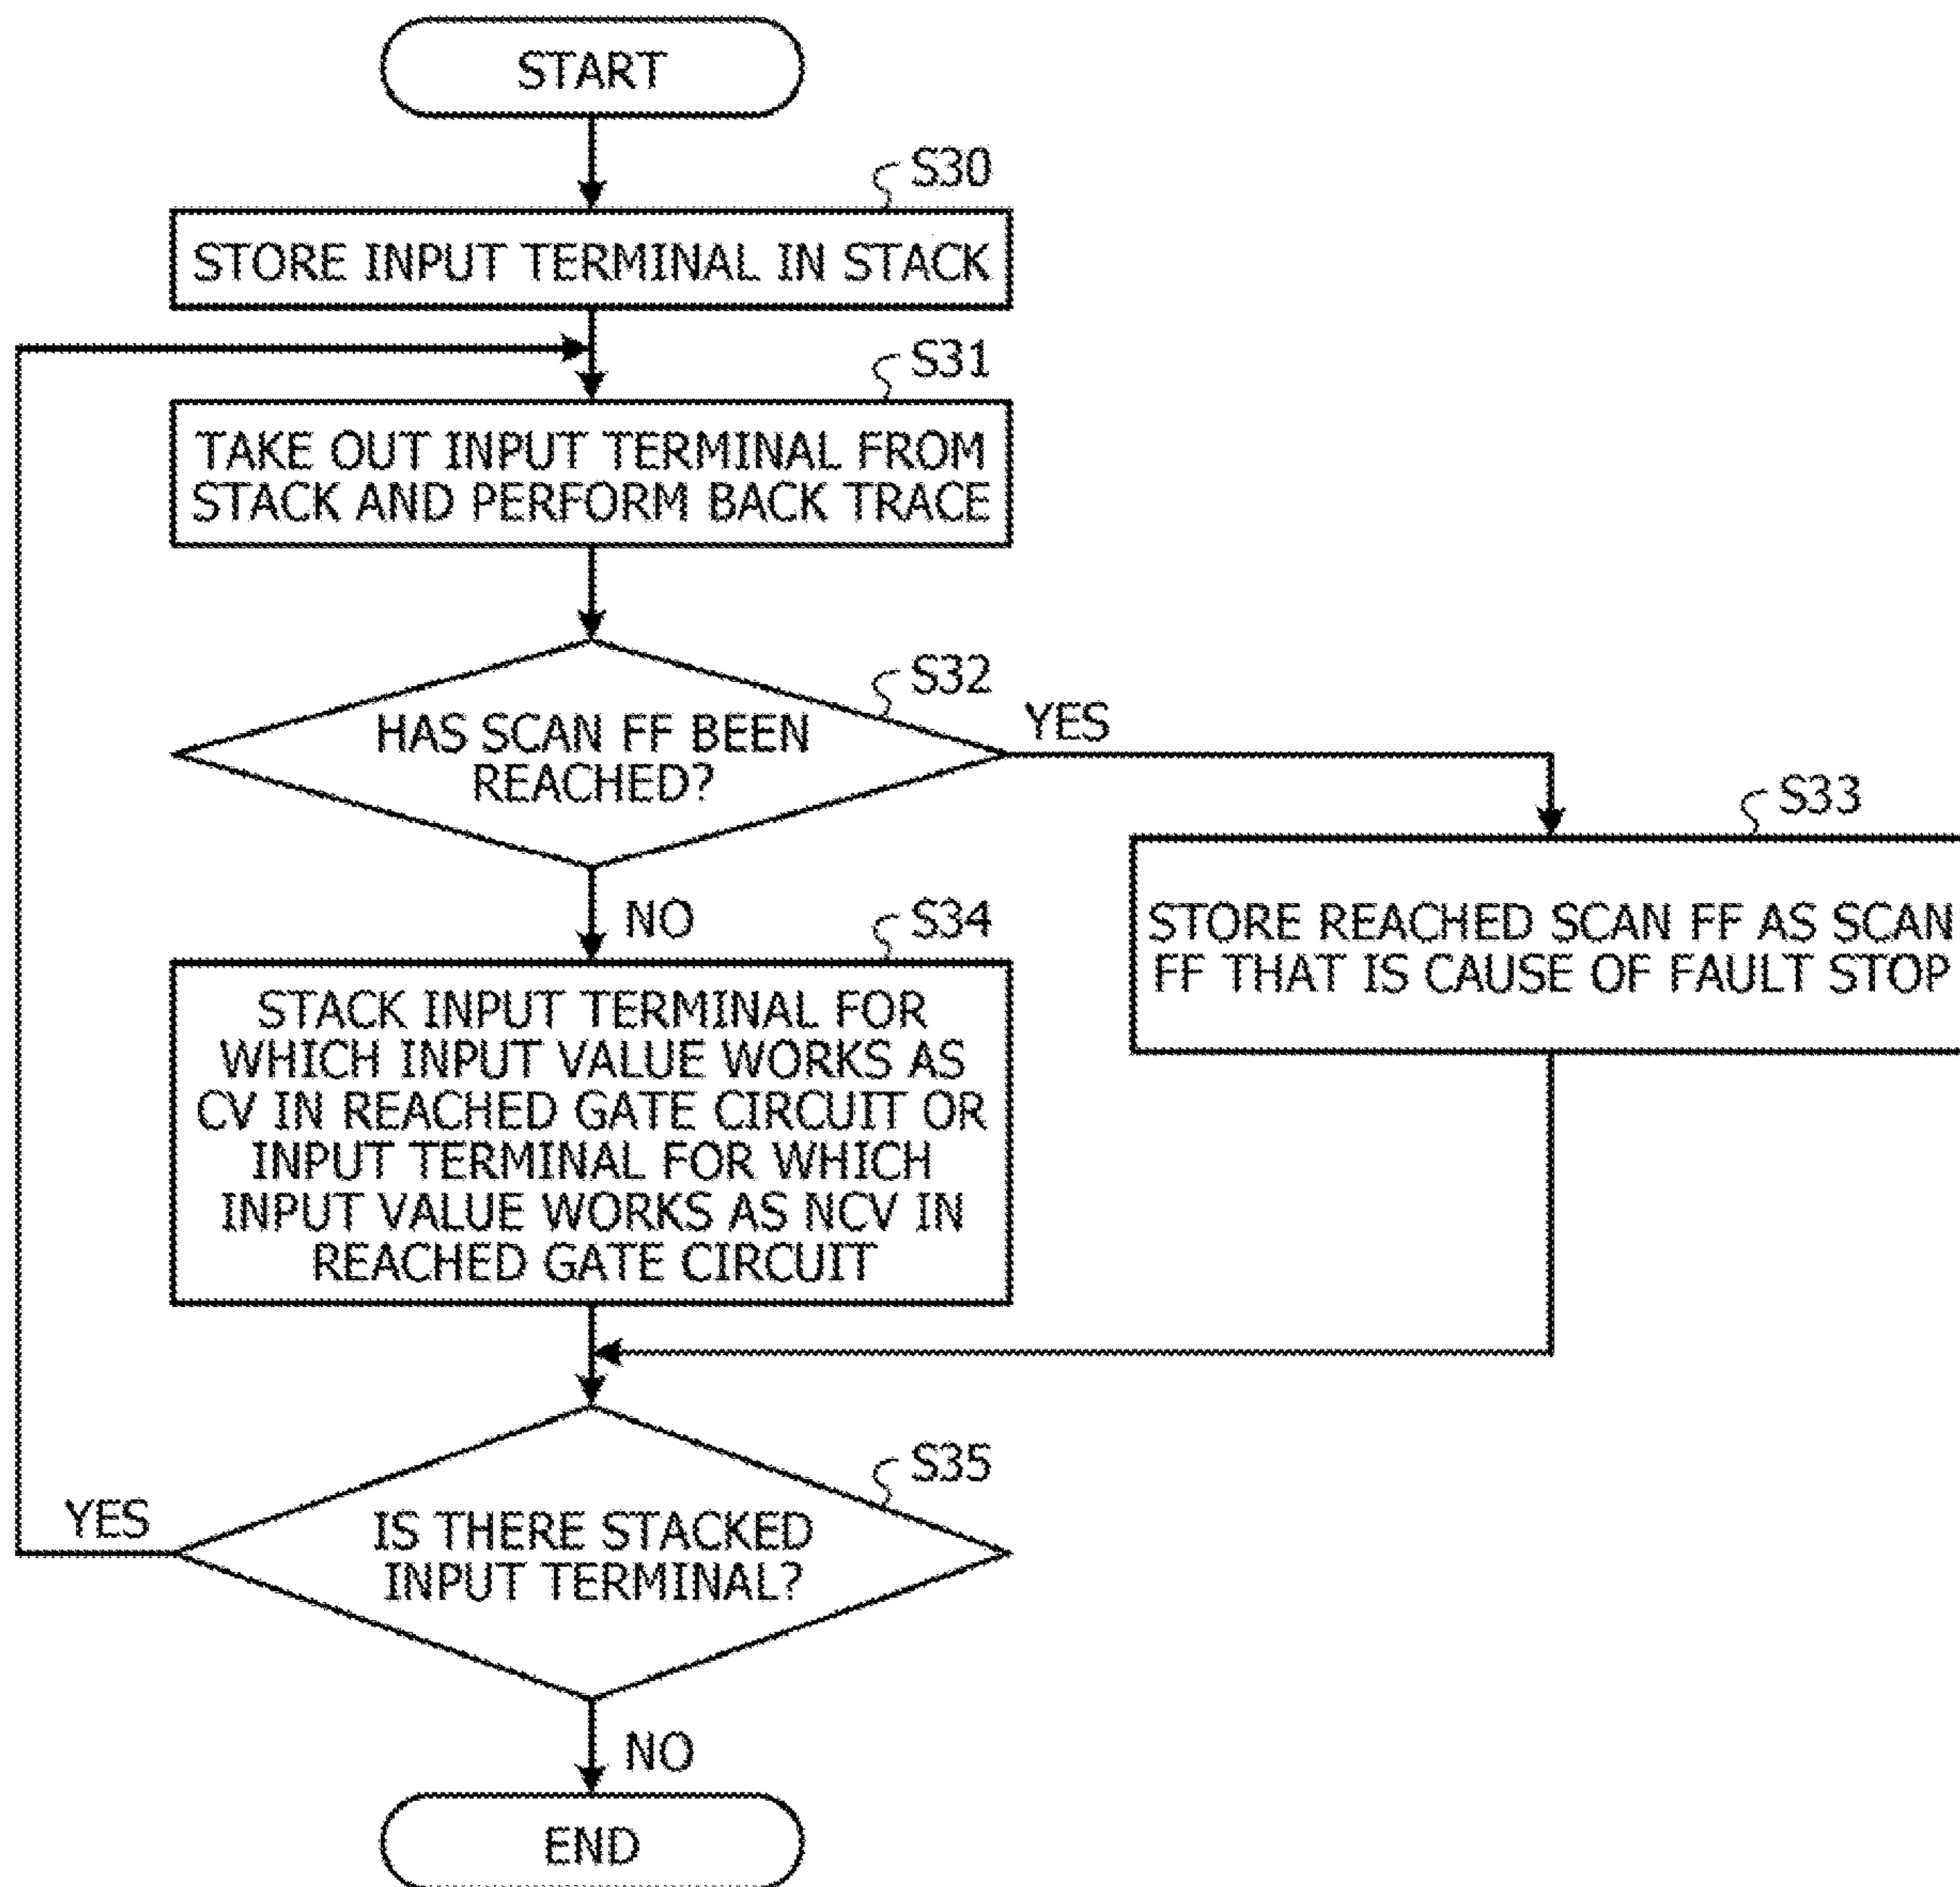 START
S30
STORE INPUT TERMINAL IN STACK
S31
TAKE OUT INPUT TERMINAL FROM
STACK AND PERFORM BACK TRACE
S32
HAS SCAN FF BEEN
REACHED?
YES
S33
STORE REACHED SCAN FF AS SCAN
FF THAT IS CAUSE OF FAULT STOP
NO
S34
STACK INPUT TERMINAL FOR
WHICH INPUT VALUE WORKS AS
CV IN REACHED GATE CIRCUIT OR
INPUT TERMINAL FOR WHICH
INPUT VALUE WORKS AS NCV IN
REACHED GATE CIRCUIT
S35
YES
IS THERE STACKED
INPUT TERMINAL?
NO
END